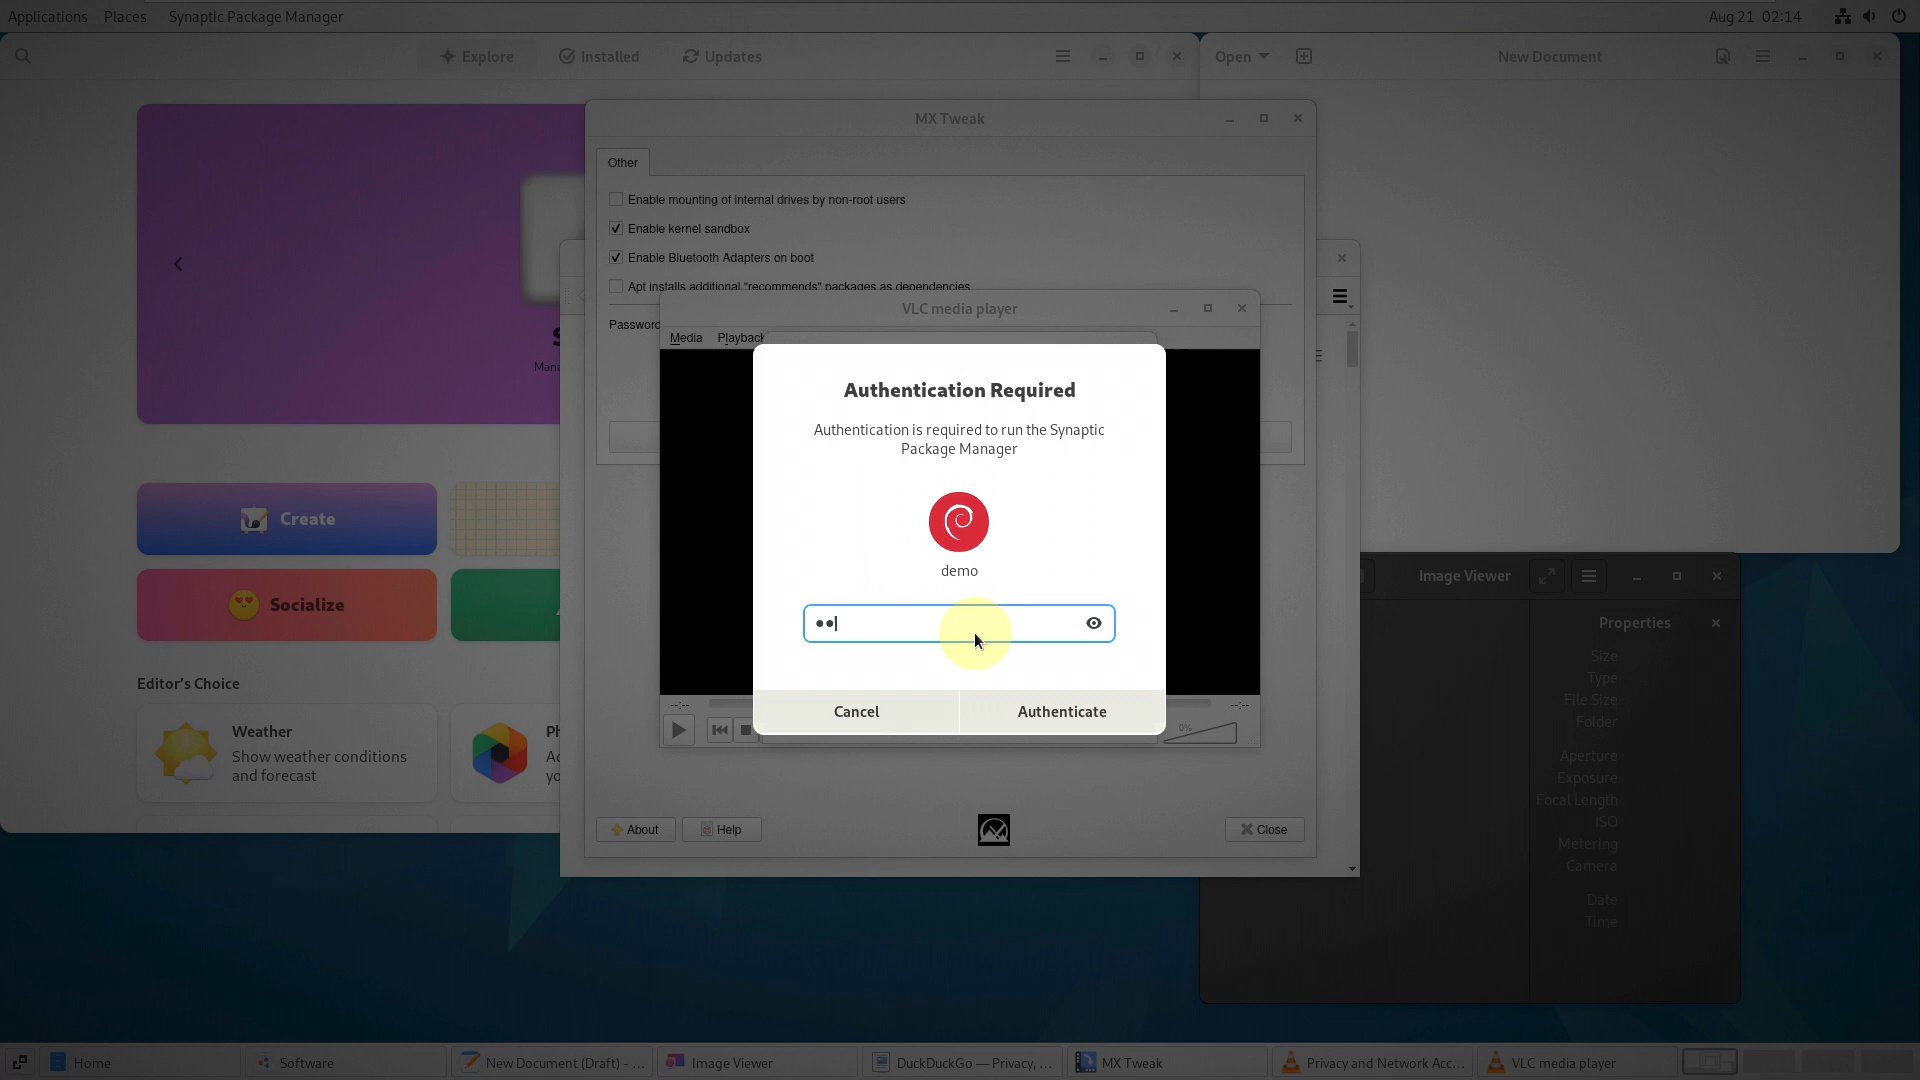 Applications Places Synaptic Package Manager Aug 21 02:14
Explore Installed Updates
Open New Document
MX Tweak
Other
Enable mounting of internal drives by non-root users
Enable kernel sandbox
Enable Bluetooth Adapters on boot
Apt installs additional "recommends" packages as dependencies
Password
VLC media player
Media Playback
Authentication Required
Authentication is required to run the Synaptic
Package Manager
demo
Cancel Authenticate
--:-- --:--
0%
Create
Socialize
Editor's Choice
Weather
Show weather conditions
and forecast
About Help Close
Image Viewer
Properties
Size
Type
File Size
Folder
Aperture
Exposure
Focal Length
ISO
Metering
Camera
Date
Time
Home Software New Document (Draft) - ... Image Viewer DuckDuckGo — Privacy, ... MX Tweak Privacy and Network Acc... VLC media player